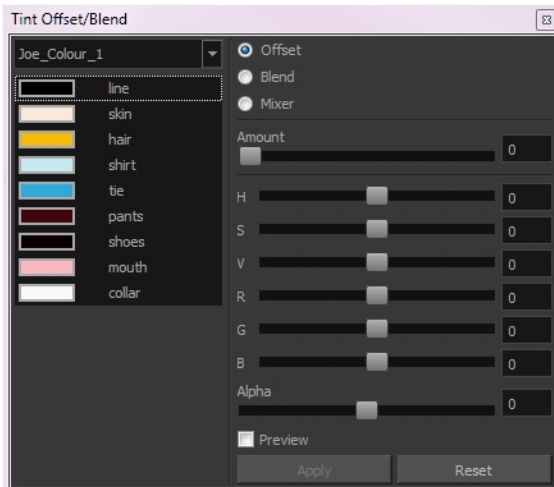 Tint Offset/Blend
Joe_Colour_1
line
skin
hair
shirt
tie
pants
shoes
mouth
collar
Offset
Blend
Mixer
Amount
0
H 0
S 0
V 0
R 0
G 0
B 0
Alpha
0
Preview
Apply Reset